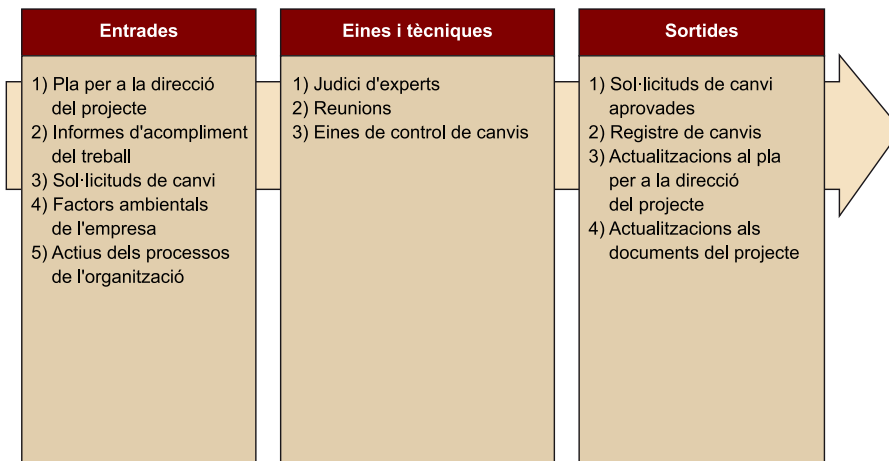 Entrades
1) Pla per a la direcció
del projecte
2) Informes d'acompliment
del treball
3) Sol·licituds de canvi
4) Factors ambientals
de l'empresa
5) Actius dels processos
de l'organització
Eines i tècniques
1) Judici d'experts
2) Reunions
3) Eines de control de canvis
Sortides
1) Sol·licituds de canvi
aprovades
2) Registre de canvis
3) Actualitzacions al pla
per a la direcció
del projecte
4) Actualitzacions als
documents del projecte